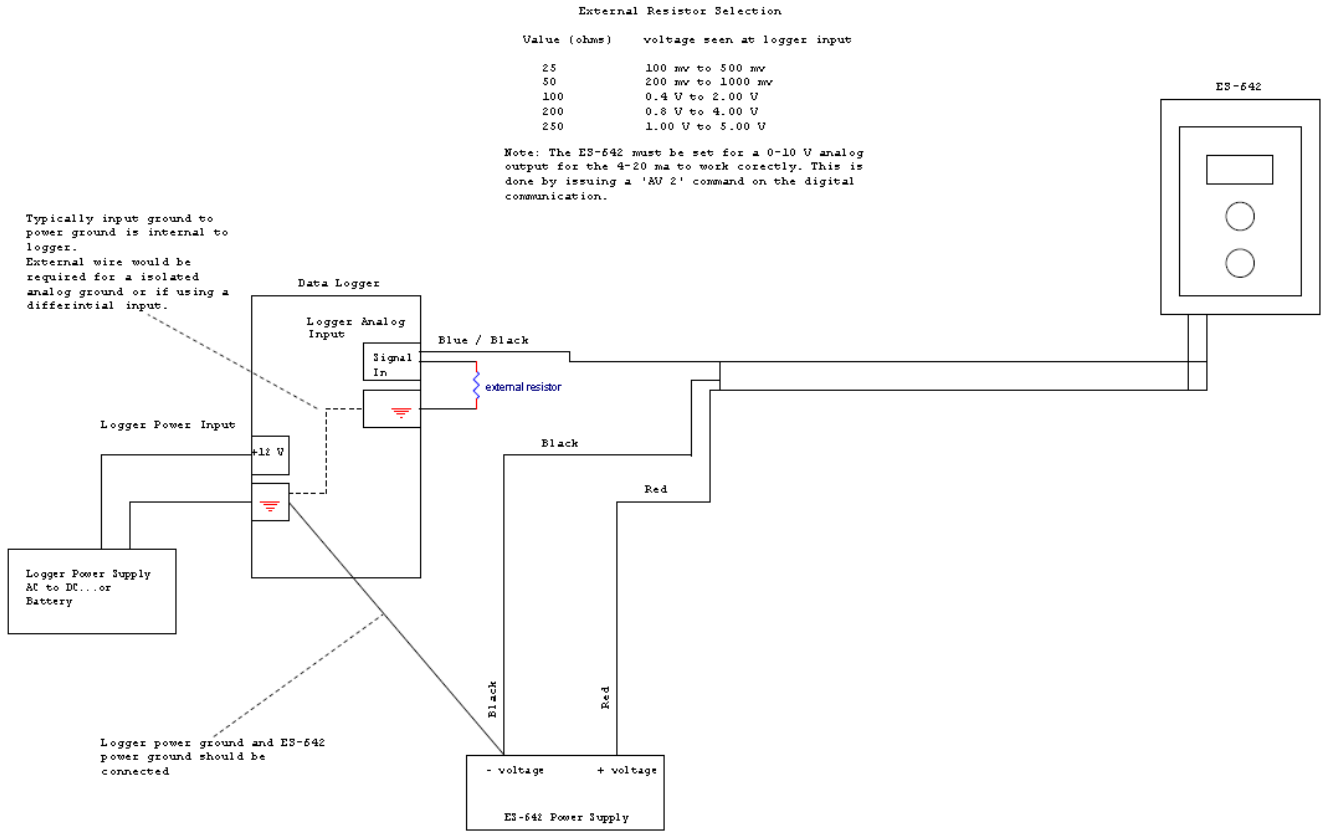 External Resistor Selection
Value (ohms) voltage seen at logger input
25 100 mv to 500 mv
50 200 mv to 1000 mv
100 0.4 V to 2.00 V
200 0.8 V to 4.00 V
250 1.00 V to 5.00 V
Note: The ES-642 must be set for a 0-10 V analog
output for the 4-20 ma to work corectly. This is
done by issuing a 'AV 2' command on the digital
communication.
ES-642
Typically input ground to
power ground is internal to
logger.
External wire would be
required for a isolated
analog ground or if using a
differintial input.
Data Logger
Logger Analog
Input
Signal
In
Blue / Black
external resistor
Logger Power Input
+12 V
Black
Red
Logger Power Supply
AC to DC...or
Battery
Black
Red
Logger power ground and ES-642
power ground should be
connected
- voltage + voltage
ES-642 Power Supply